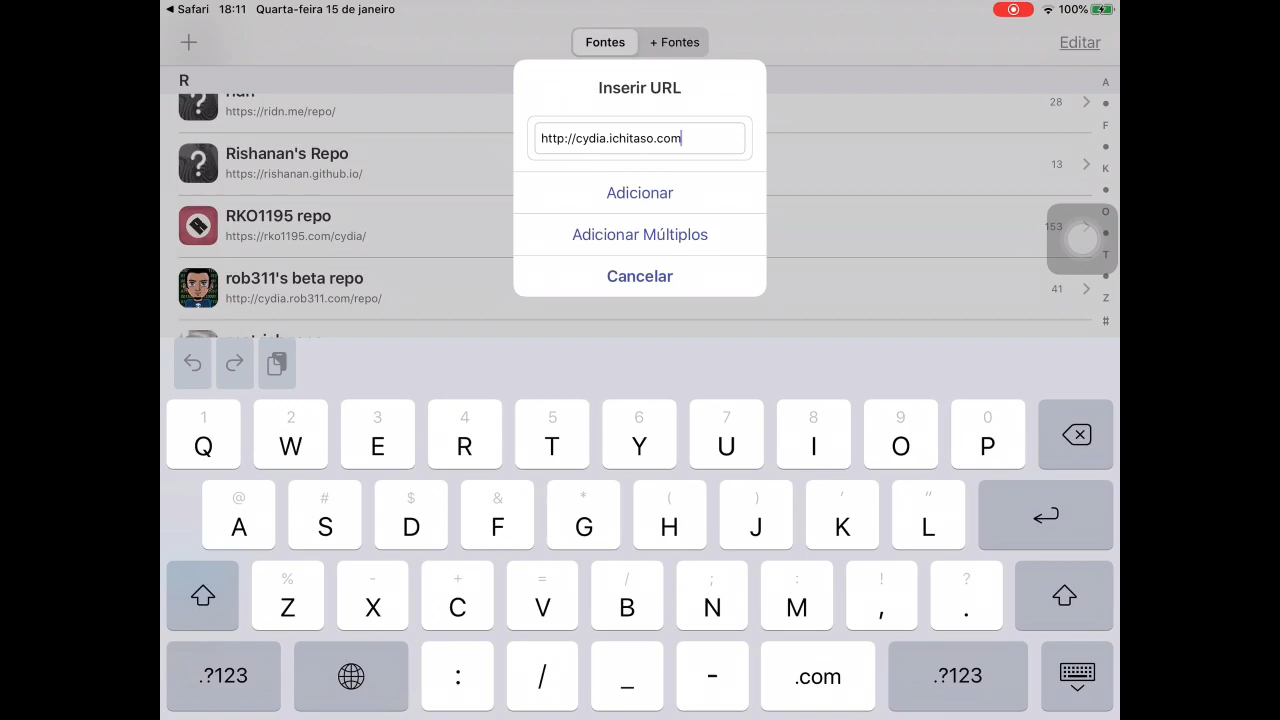 Safari 18:11 Quarta-feira 15 de janeiro 100%
Fontes + Fontes Editar
R
https://ridn.me/repo/ 28
Rishanan's Repo
https://rishanan.github.io/ 13
RKO1195 repo
https://rko1195.com/cydia/ 153
rob311's beta repo
http://cydia.rob311.com/repo/ 41
A
F
K
O
T
Z
#
Inserir URL
http://cydia.ichitaso.com
Adicionar
Adicionar Múltiplos
Cancelar
1 2 3 4 5 6 7 8 9 0
Q W E R T Y U I O P
@ # $ & * ( ) ' "
A S D F G H J K L
% - + = / ; : ! ?
Z X C V B N M , .
.?123 : / _ - .com .?123